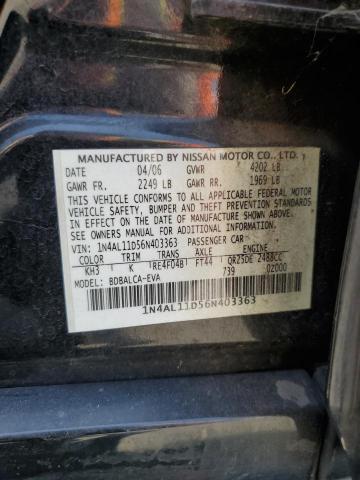 MANUFACTURED BY NISSAN MOTOR CO., LTD.
DATE 04/06 GVWR 4202 LB
GAWR FR. 2249 LB GAWR RR. 1969 LB
THIS VEHICLE CONFORMS TO ALL APPLICABLE FEDERAL MOTOR
VEHICLE SAFETY, BUMPER AND THEFT PREVENTION STANDARDS
IN EFFECT ON THE DATE OF MANUFACTURE SHOWN ABOVE.
SEE OWNERS MANUAL FOR ADDITIONAL INFORMATION
VIN: 1N4AL11D56N403363 PASSENGER CAR
COLOR TRIM TRANS AXLE ENGINE
KH3 K RE4F04B FT44 QR25DE 2488CC
MODEL: BDBALCA-EVA 739 02000
1N4AL11D56N403363